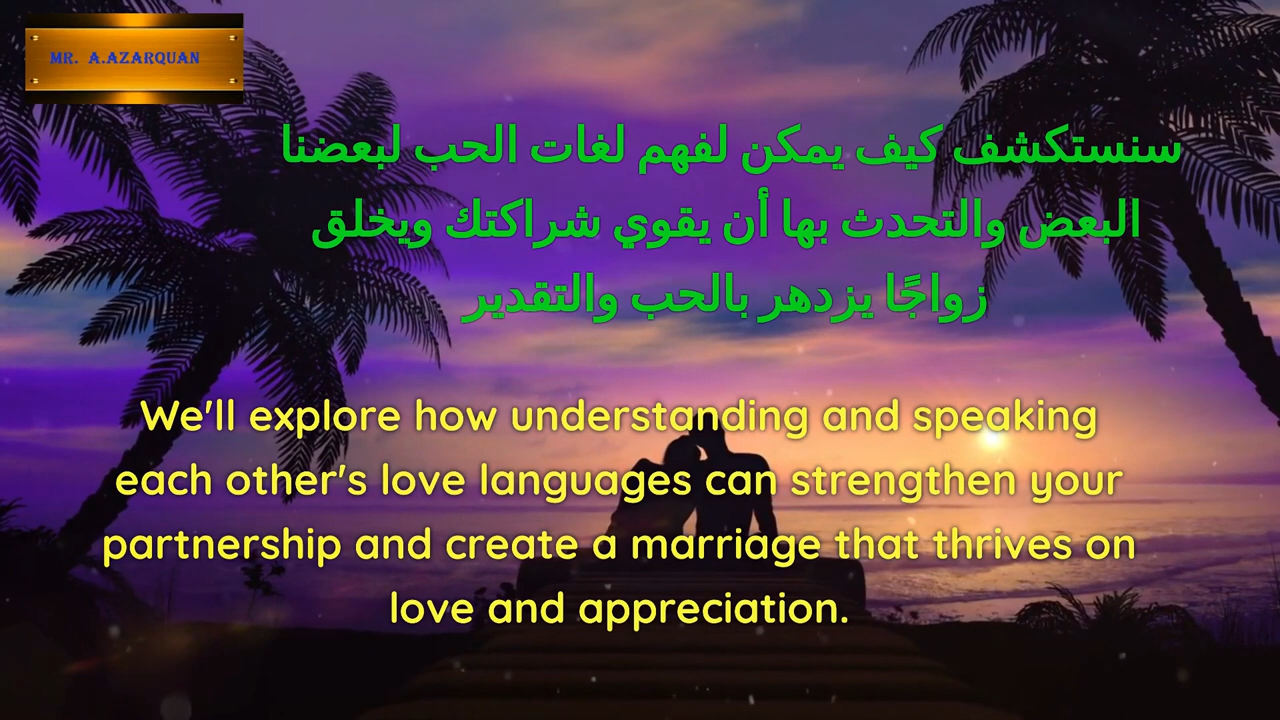 MR. A.AZARQUAN
سنستكشف كيف يمكن لفهم لغات الحب لبعضنا
البعض والتحدث بها أن يقوي شراكتك ويخلق
زواجًا يزدهر بالحب والتقدير
We'll explore how understanding and speaking
each other's love languages can strengthen your
partnership and create a marriage that thrives on
love and appreciation.